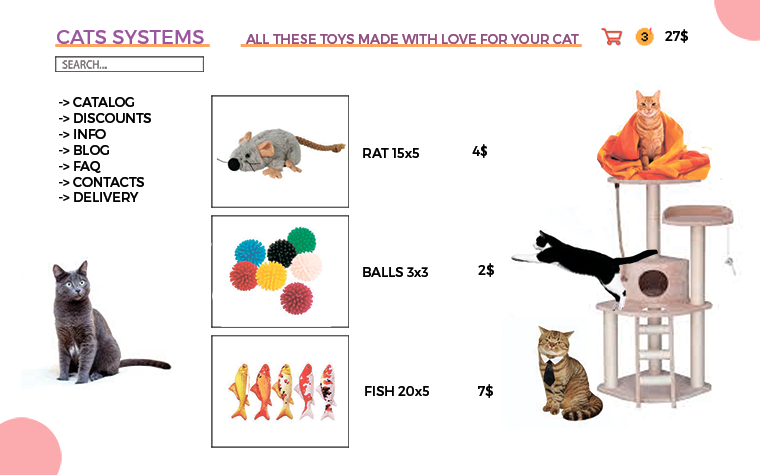 CATS SYSTEMS
ALL THESE TOYS MADE WITH LOVE FOR YOUR CAT
3
27$
SEARCH...
-> CATALOG
-> DISCOUNTS
-> INFO
-> BLOG
-> FAQ
-> CONTACTS
-> DELIVERY
RAT 15x5
4$
BALLS 3x3
2$
FISH 20x5
7$